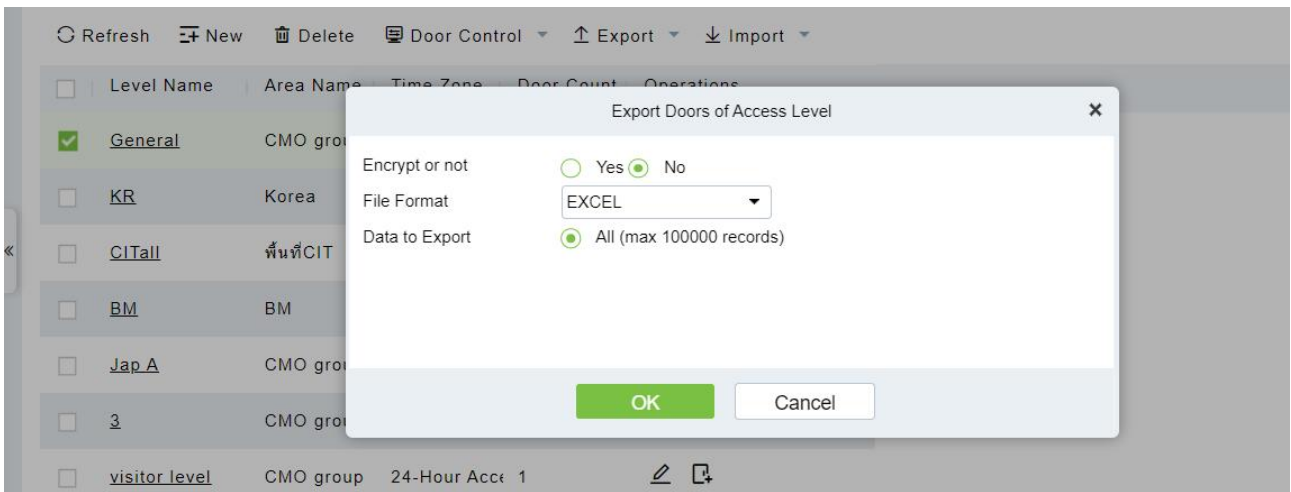 Refresh New Delete Door Control Export Import
Level Name Area Name Time Zone Door Count Operations
Export Doors of Access Level
General CMO grou
Encrypt or not Yes No
KR Korea
File Format EXCEL
Data to Export All (max 100000 records)
CITall พื้นที่CIT
BM BM
Jap A CMO grou
OK Cancel
3 CMO grou
visitor level CMO group 24-Hour Acce 1